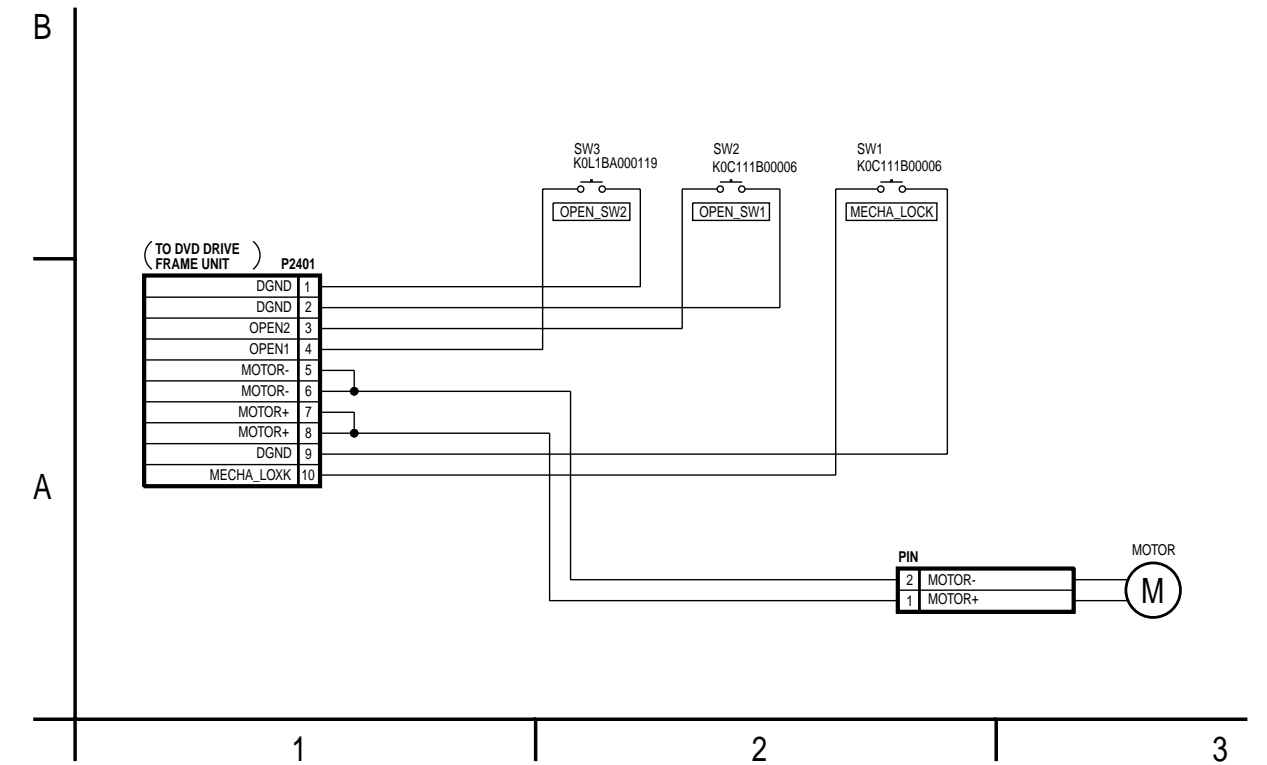 B
SW3
K0L1BA000119
SW2
K0C111B00006
SW1
K0C111B00006
OPEN_SW2
OPEN_SW1
MECHA_LOCK
(TO DVD DRIVE
FRAME UNIT)
P2401
DGND 1
DGND 2
OPEN2 3
OPEN1 4
MOTOR- 5
MOTOR- 6
MOTOR+ 7
MOTOR+ 8
DGND 9
MECHA_LOXK 10
A
PIN
2 MOTOR-
1 MOTOR+
MOTOR
M
1
2
3